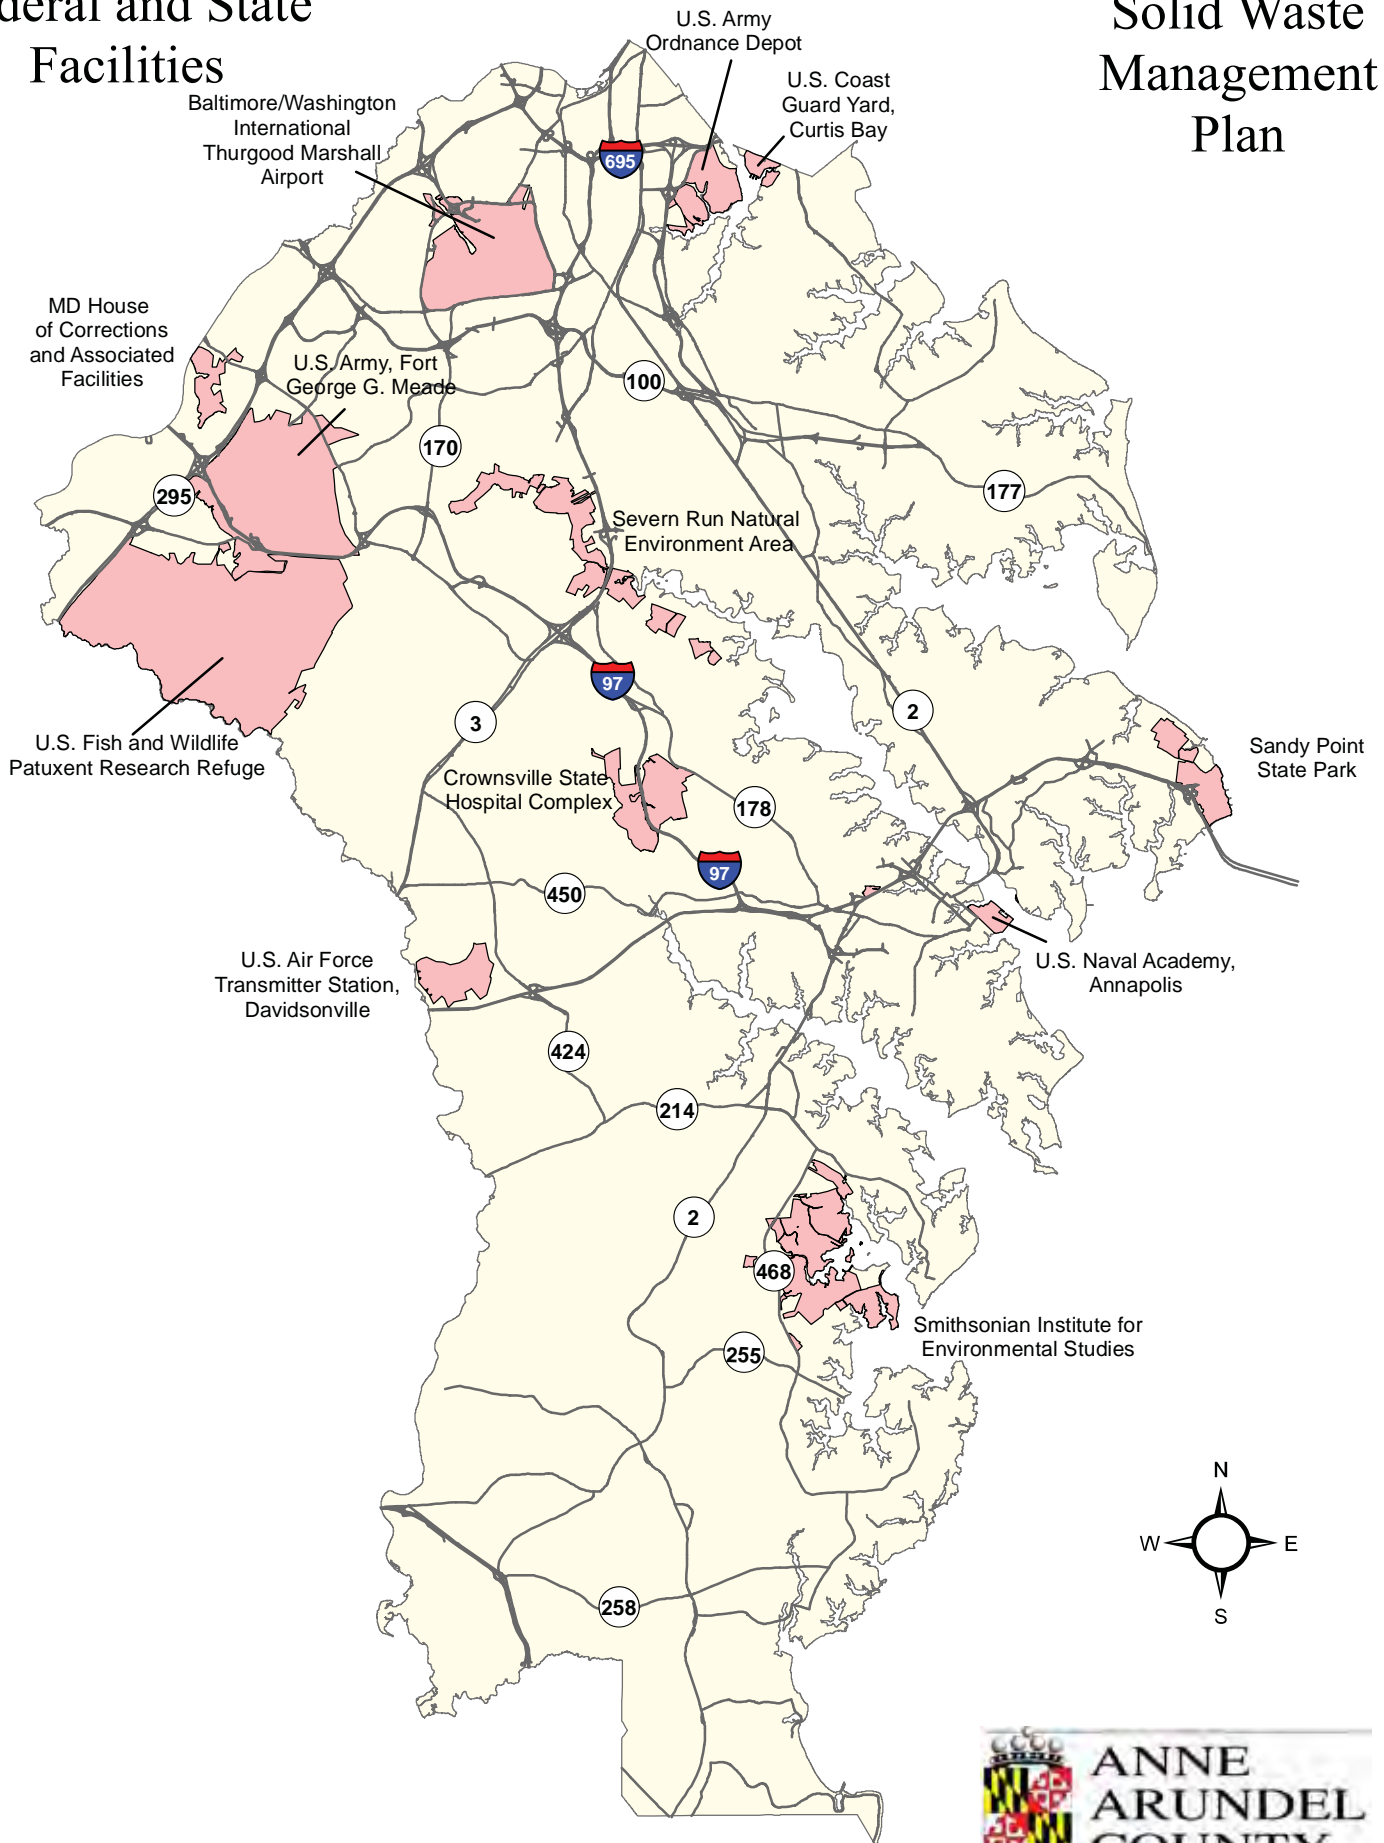 deral and State
Facilities
Solid Waste
Management
Plan
U.S. Army
Ordnance Depot
U.S. Coast
Guard Yard,
Curtis Bay
Baltimore/Washington
International
Thurgood Marshall
Airport
695
MD House
of Corrections
and Associated
Facilities
U.S. Army, Fort
George G. Meade
100
170
295
177
Severn Run Natural
Environment Area
97
3
2
U.S. Fish and Wildlife
Patuxent Research Refuge
Sandy Point
State Park
Crownsville State
Hospital Complex
178
97
450
U.S. Air Force
Transmitter Station,
Davidsonville
U.S. Naval Academy,
Annapolis
424
214
2
468
Smithsonian Institute for
Environmental Studies
255
N
W
E
S
258
ANNE
ARUNDEL
COUNTY